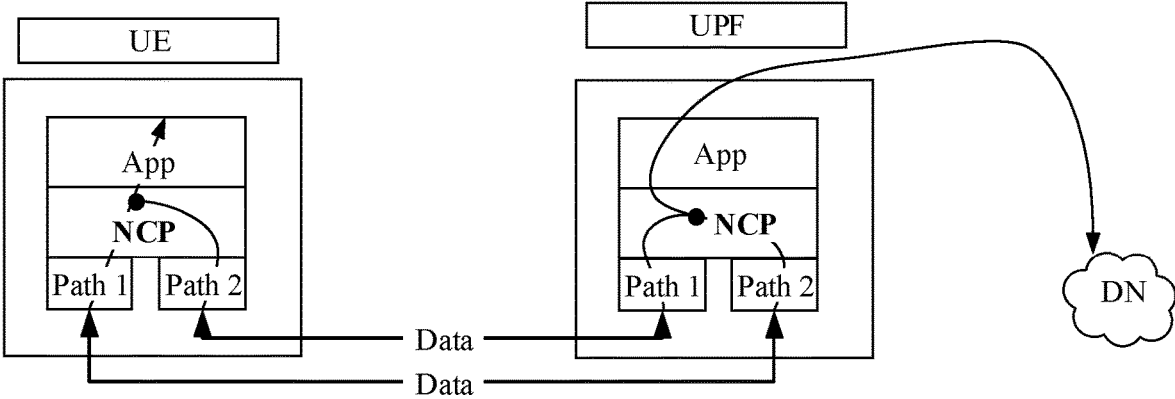 UE
UPF
App
App
NCP
NCP
Path 1
Path 2
Path 1
Path 2
DN
Data
Data